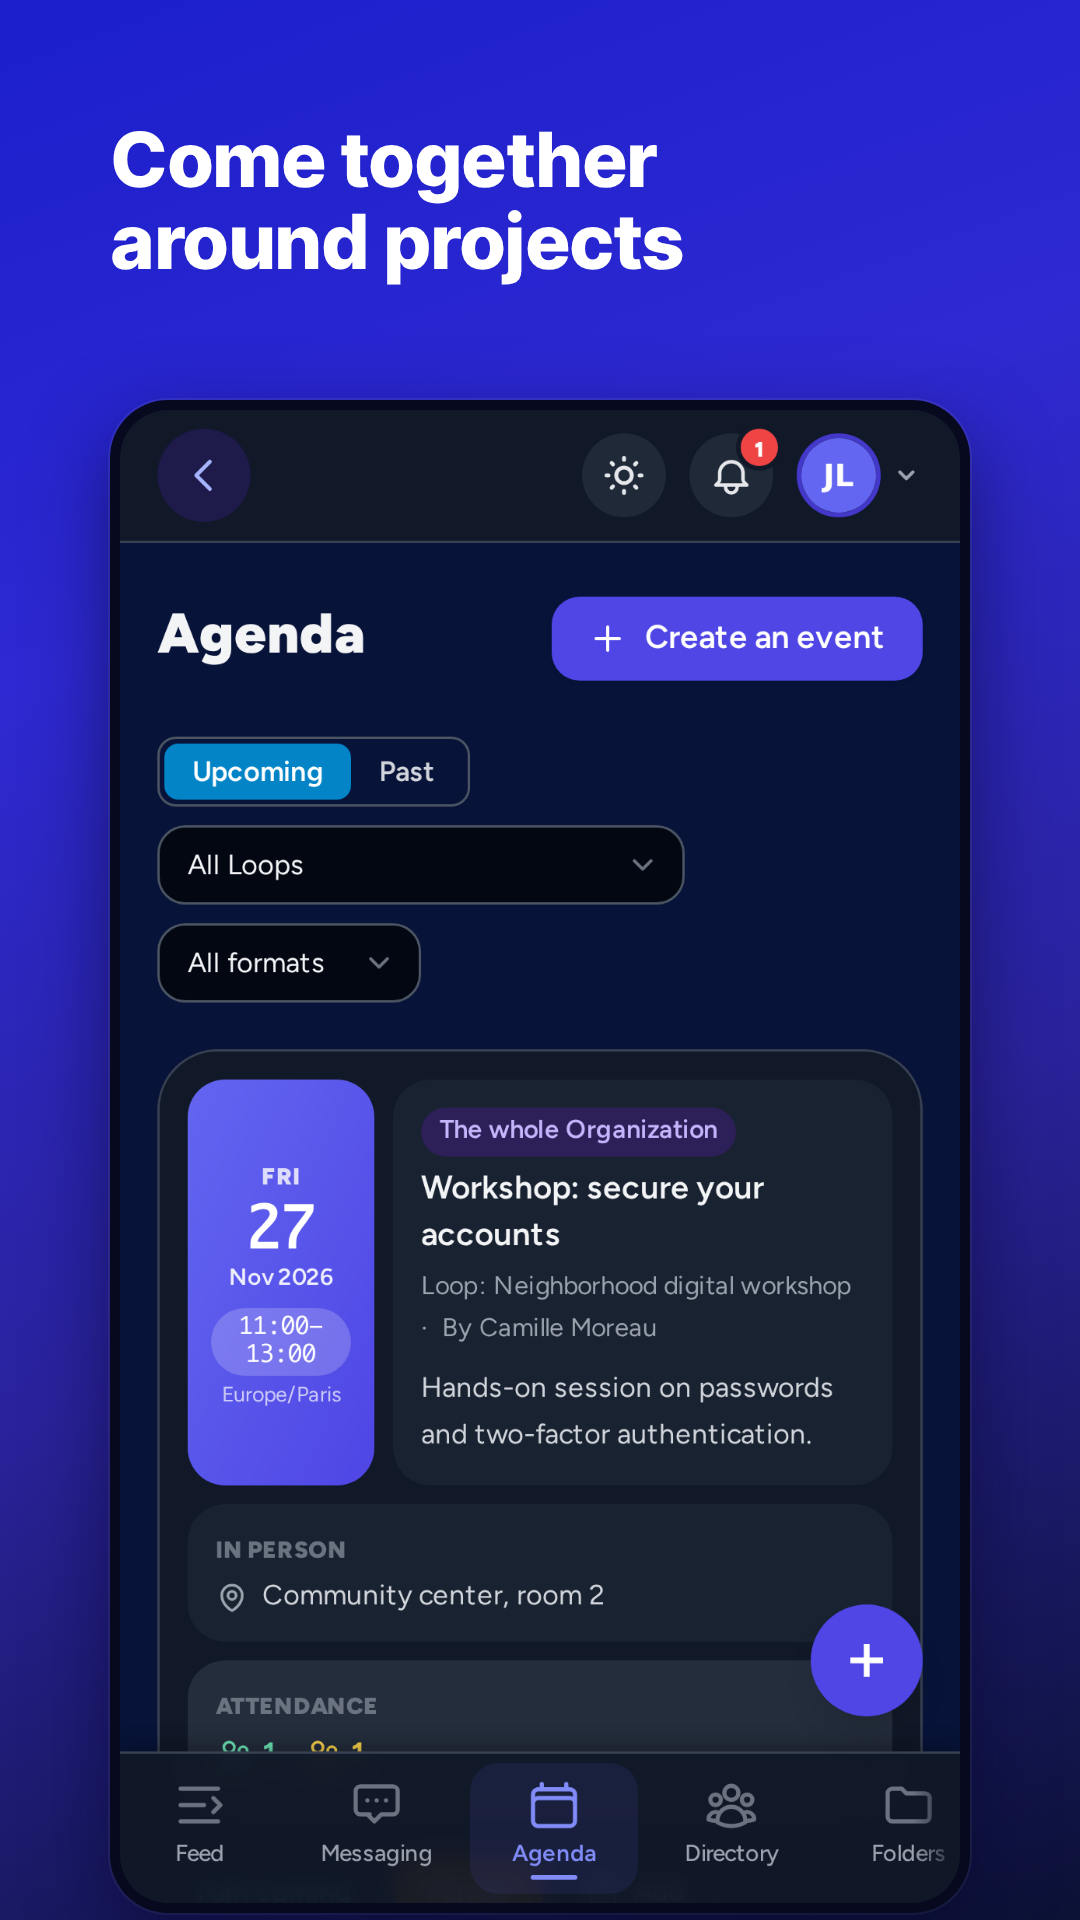 Come together
around projects
1
JL
Agenda
Create an event
Upcoming
Past
All Loops
All formats
FRI
27
Nov 2026
11:00–
13:00
Europe/Paris
The whole Organization
Workshop: secure your
accounts
Loop: Neighborhood digital workshop
· By Camille Moreau
Hands-on session on passwords
and two-factor authentication.
IN PERSON
Community center, room 2
ATTENDANCE
1
1
Feed
Messaging
Agenda
Directory
Folders